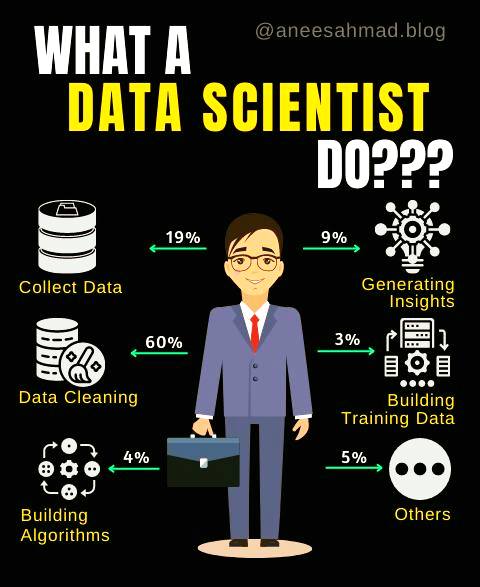 @aneesahmad.blog
WHAT A
DATA SCIENTIST
DO???
19%
9%
Collect Data
Generating
Insights
60%
3%
Data Cleaning
Building
Training Data
4%
5%
Building
Algorithms
Others